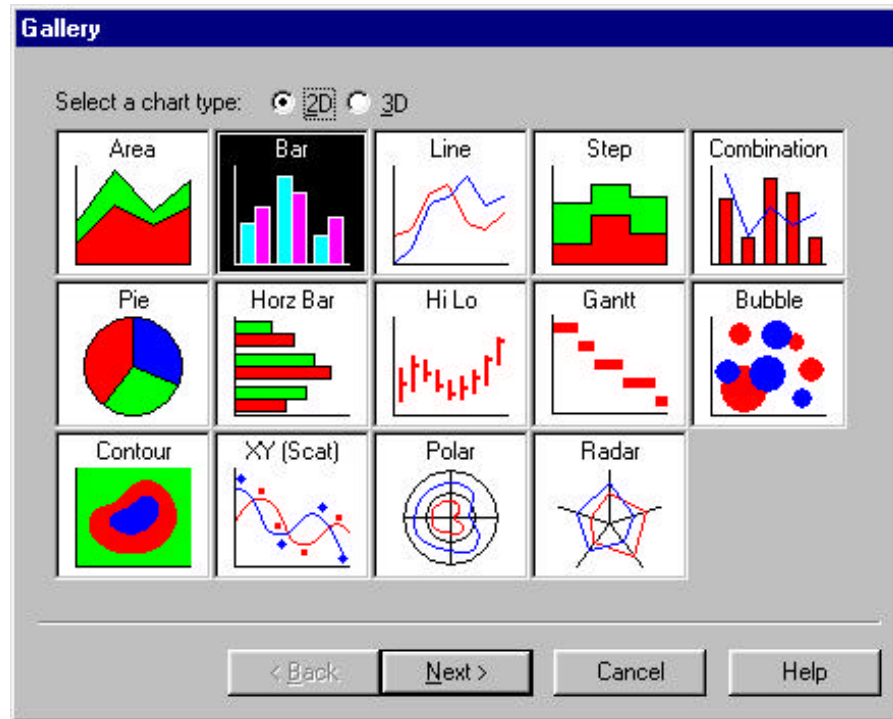 Gallery
Select a chart type: 2D 3D
Area Bar Line Step Combination
Pie Horz Bar Hi Lo Gantt Bubble
Contour XY (Scat) Polar Radar
< Back Next > Cancel Help